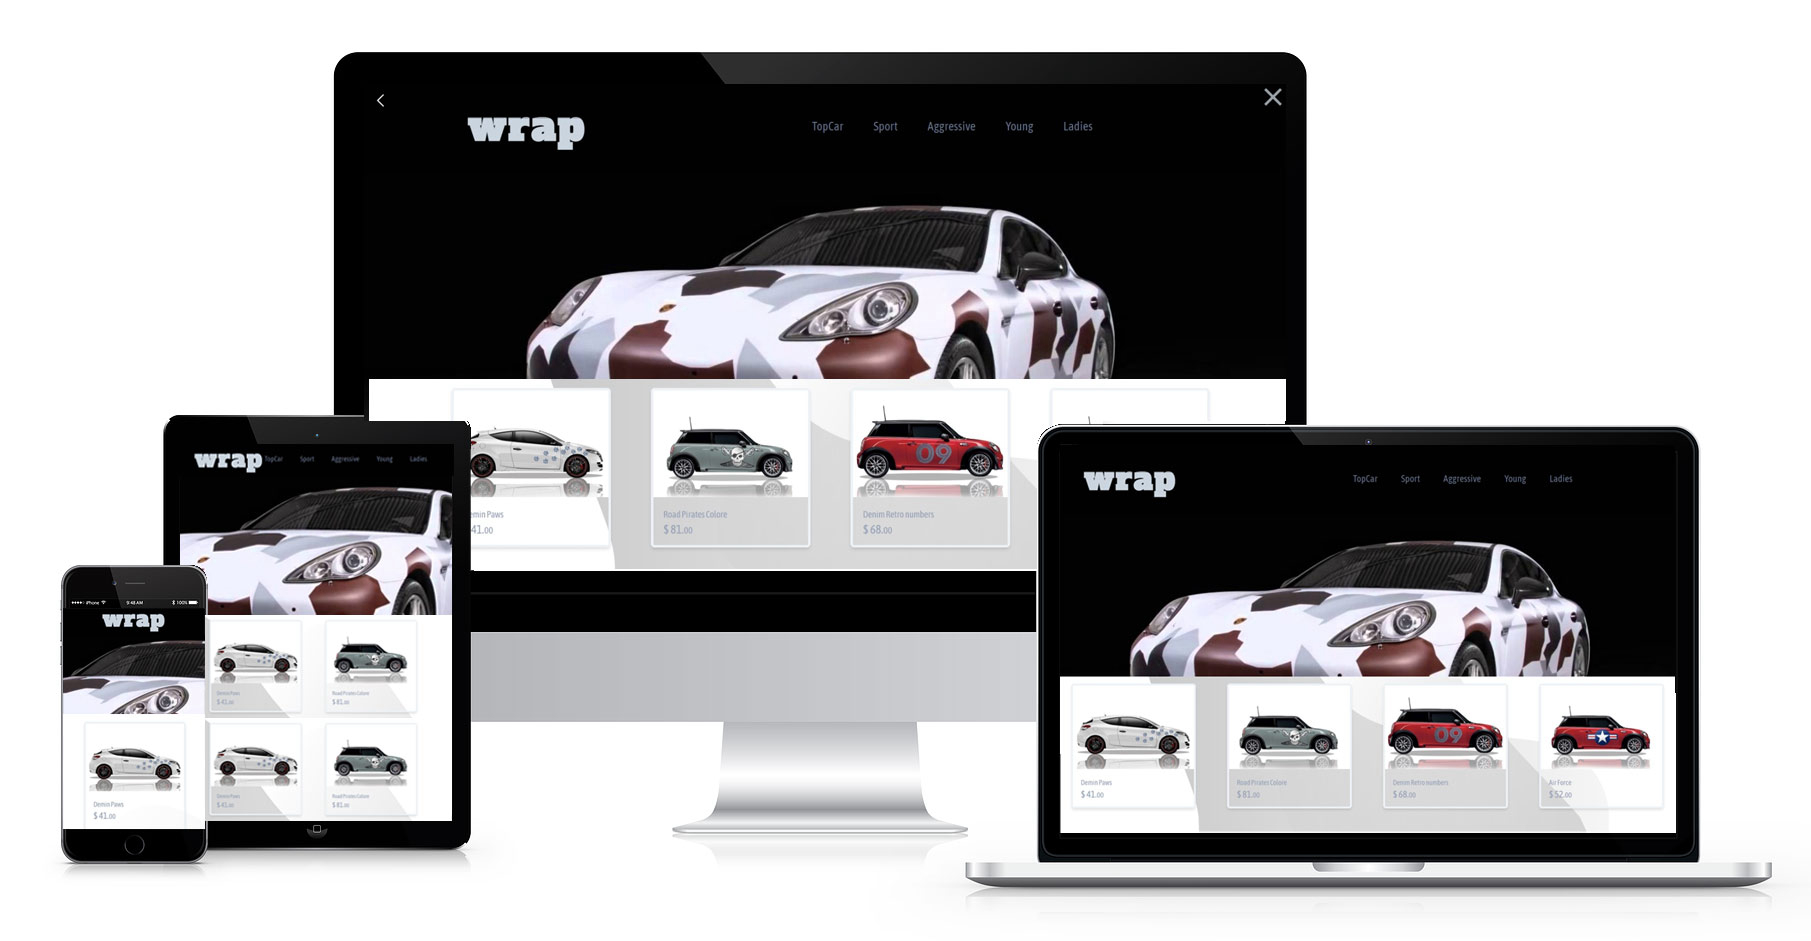 wrap
TopCar Sport Aggressive Young Ladies
09
emin Paws
41.00
Road Pirates Colore
$ 81.00
Denim Retro numbers
$ 68.00
wrap
TopCar Sport Aggressive Young Ladies
Demin Paws
$ 41.00
Road Pirates Colore
$ 81.00
Demin Paws
$ 41.00
Road Pirates Colore
$ 81.00
iPhone 9:48 AM 100%
wrap
Demin Paws
$ 41.00
wrap
TopCar Sport Aggressive Young Ladies
09
Demin Paws
$ 41.00
Road Pirates Colore
$ 81.00
Denim Retro numbers
$ 68.00
Air Force
$ 52.00